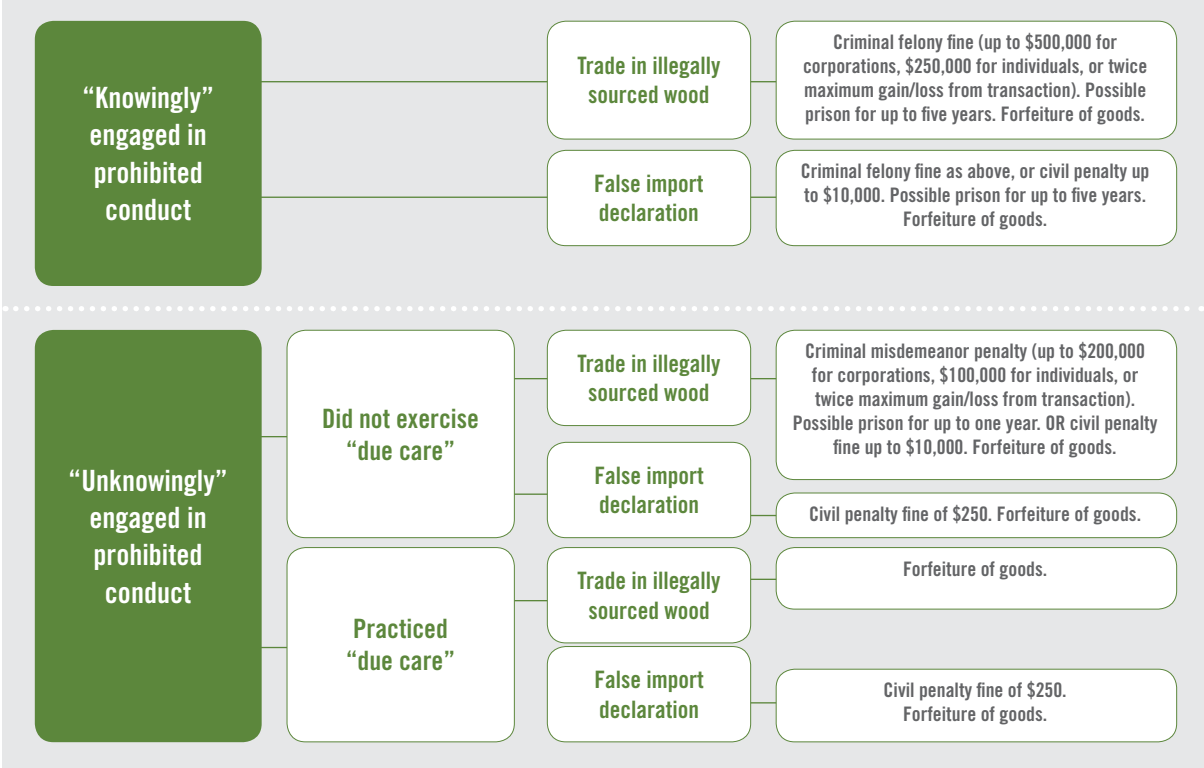 “Knowingly”
engaged in
prohibited
conduct
Trade in illegally
sourced wood
Criminal felony fine (up to $500,000 for
corporations, $250,000 for individuals, or twice
maximum gain/loss from transaction). Possible
prison for up to five years. Forfeiture of goods.
False import
declaration
Criminal felony fine as above, or civil penalty up
to $10,000. Possible prison for up to five years.
Forfeiture of goods.
“Unknowingly”
engaged in
prohibited
conduct
Did not exercise
“due care”
Trade in illegally
sourced wood
Criminal misdemeanor penalty (up to $200,000
for corporations, $100,000 for individuals, or
twice maximum gain/loss from transaction).
Possible prison for up to one year. OR civil penalty
fine up to $10,000. Forfeiture of goods.
False import
declaration
Civil penalty fine of $250. Forfeiture of goods.
Practiced
“due care”
Trade in illegally
sourced wood
Forfeiture of goods.
False import
declaration
Civil penalty fine of $250.
Forfeiture of goods.